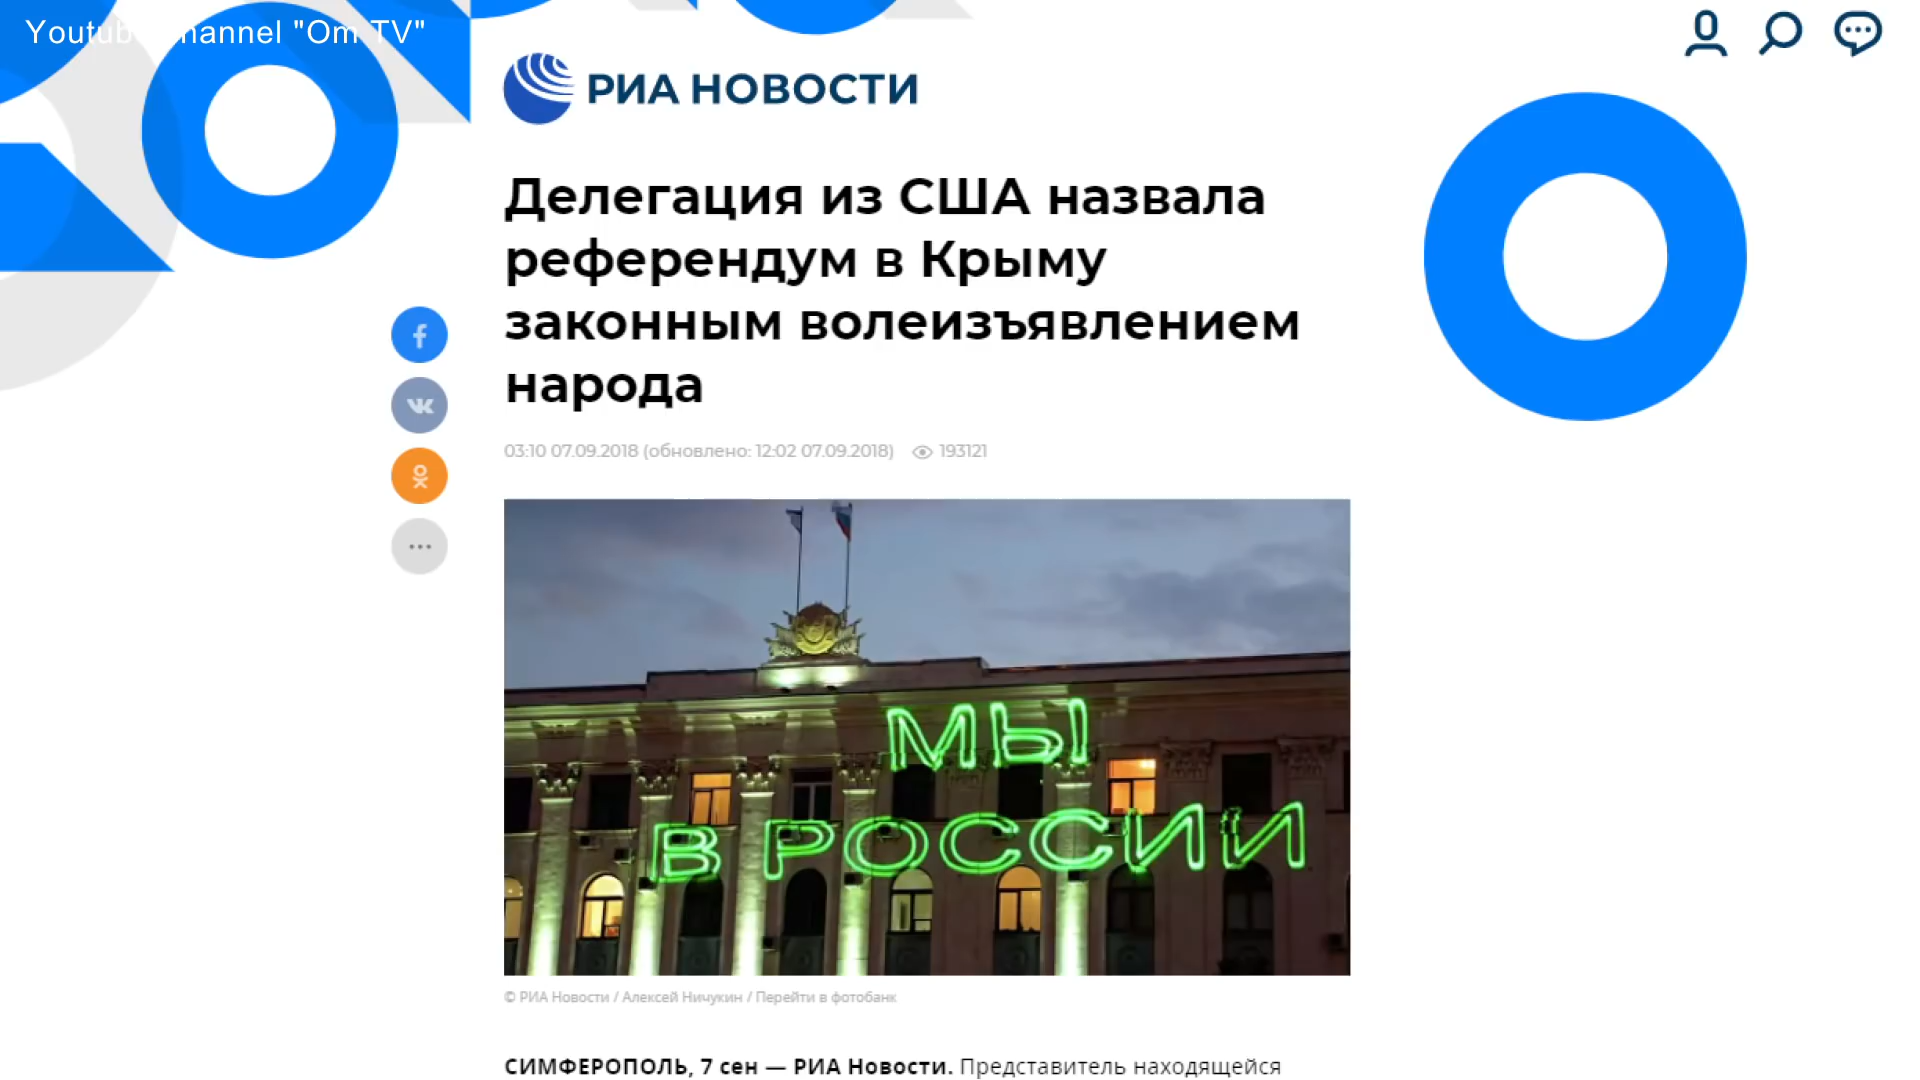 Youtub hannel "Om TV"
РИА НОВОСТИ
Делегация из США назвала
референдум в Крыму
законным волеизъявлением
народа
03:10 07.09.2018 (обновлено: 12:02 07.09.2018) 193121
МЫ
В РОССИИ
© РИА Новости / Алексей Ничукин / Перейти в фотобанк
СИМФЕРОПОЛЬ, 7 сен — РИА Новости. Представитель находящейся